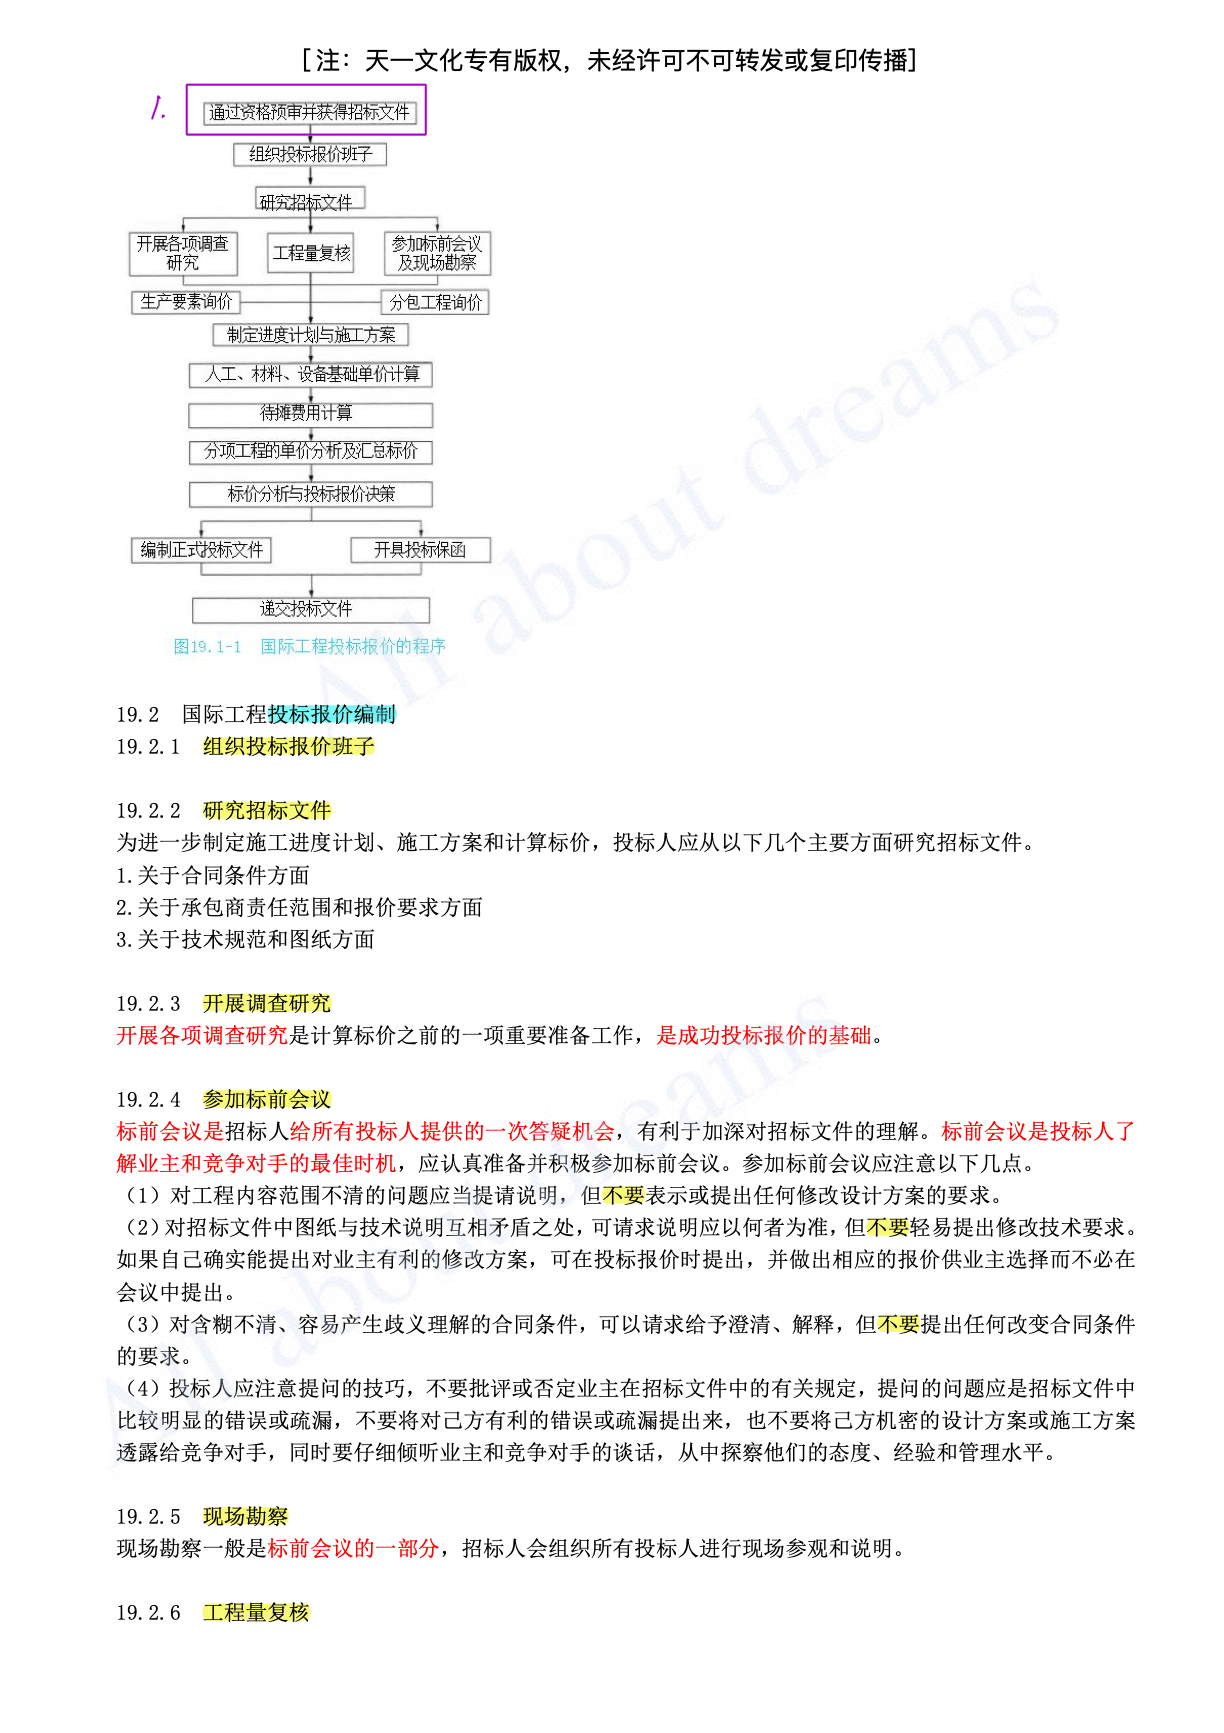 [注：天一文化专有版权，未经许可不可转发或复印传播]
1.
通过资格预审并获得招标文件
组织投标报价班子
研究招标文件
开展各项调查
研究
工程量复核
参加标前会议
及现场勘察
生产要素询价
分包工程询价
制定进度计划与施工方案
人工、材料、设备基础单价计算
待摊费用计算
分项工程的单价分析及汇总标价
标价分析与投标报价决策
编制正式投标文件
开具投标保函
递交投标文件
图19.1-1 国际工程投标报价的程序
All about dreams
19.2 国际工程投标报价编制
19.2.1 组织投标报价班子
19.2.2 研究招标文件
为进一步制定施工进度计划、施工方案和计算标价，投标人应从以下几个主要方面研究招标文件。
1.关于合同条件方面
2.关于承包商责任范围和报价要求方面
3.关于技术规范和图纸方面
19.2.3 开展调查研究
开展各项调查研究是计算标价之前的一项重要准备工作，是成功投标报价的基础。
19.2.4 参加标前会议
标前会议是招标人给所有投标人提供的一次答疑机会，有利于加深对招标文件的理解。标前会议是投标人了
解业主和竞争对手的最佳时机，应认真准备并积极参加标前会议。参加标前会议应注意以下几点。
（1）对工程内容范围不清的问题应当提请说明，但不要表示或提出任何修改设计方案的要求。
（2）对招标文件中图纸与技术说明互相矛盾之处，可请求说明应以何者为准，但不要轻易提出修改技术要求。
如果自己确实能提出对业主有利的修改方案，可在投标报价时提出，并做出相应的报价供业主选择而不必在
会议中提出。
（3）对含糊不清、容易产生歧义理解的合同条件，可以请求给予澄清、解释，但不要提出任何改变合同条件
的要求。
（4）投标人应注意提问的技巧，不要批评或否定业主在招标文件中的有关规定，提问的问题应是招标文件中
比较明显的错误或疏漏，不要将对己方有利的错误或疏漏提出来，也不要将己方机密的设计方案或施工方案
透露给竞争对手，同时要仔细倾听业主和竞争对手的谈话，从中探察他们的态度、经验和管理水平。
All about dreams
19.2.5 现场勘察
现场勘察一般是标前会议的一部分，招标人会组织所有投标人进行现场参观和说明。
19.2.6 工程量复核